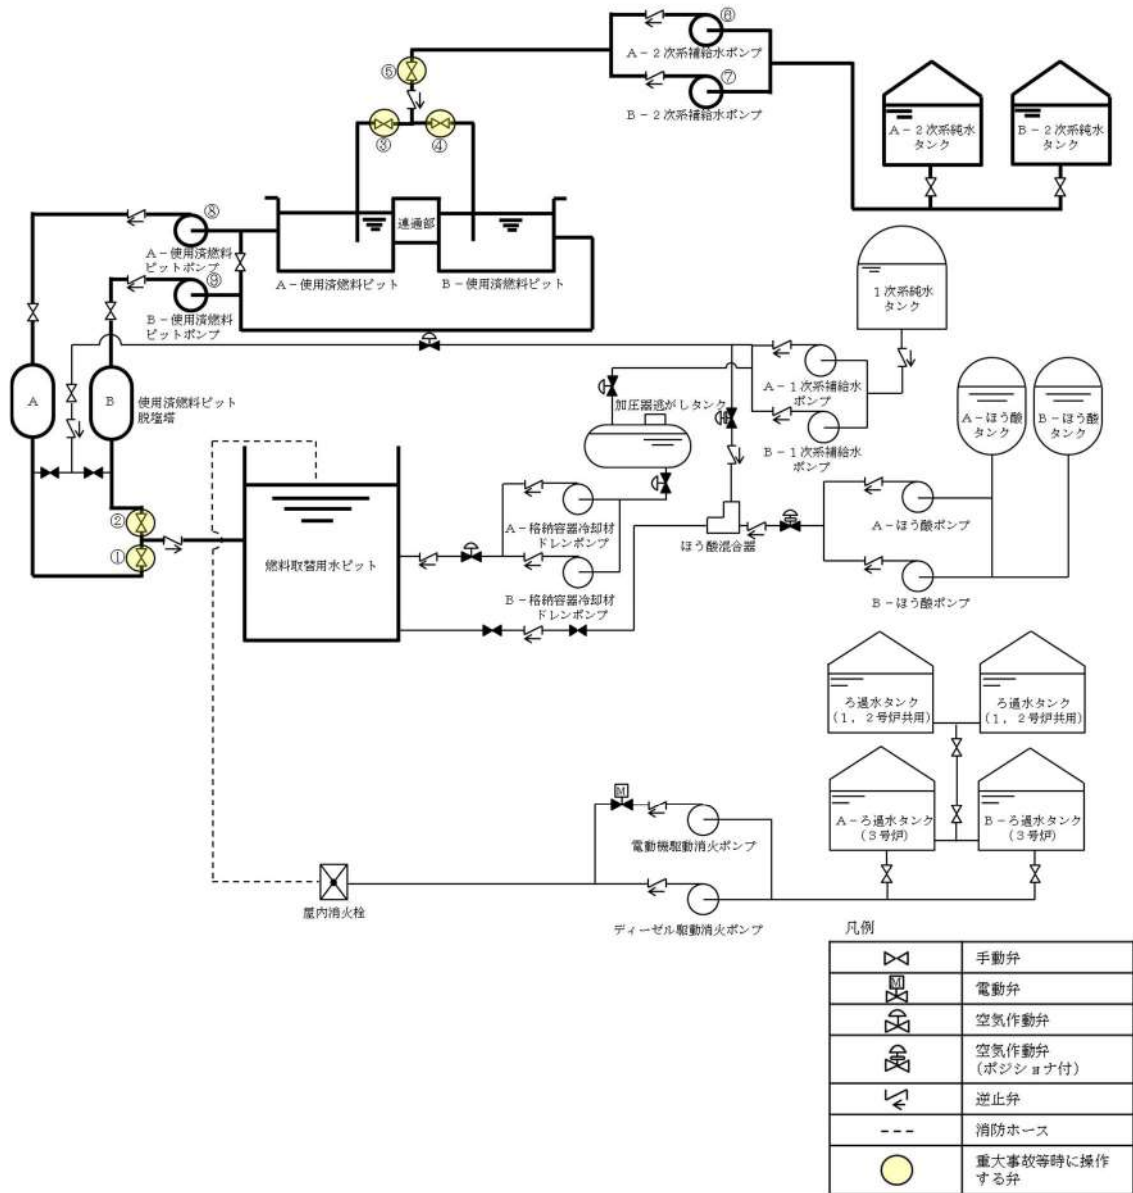 ⑥
A-2次系補給水ポンプ
⑤
⑦
B-2次系補給水ポンプ
A-2次系純水
タンク
B-2次系純水
タンク
③
④
⑧
連通部
A-使用済燃料
ピットポンプ
A-使用済燃料ピット
B-使用済燃料ピット
⑨
B-使用済燃料
ピットポンプ
1次系純水
タンク
A
B
使用済燃料ピット
脱塩塔
加圧器逃がしタンク
A-1次系補給水
ポンプ
B-1次系補給水
ポンプ
A-ほう酸
タンク
B-ほう酸
タンク
②
①
燃料取替用水ピット
A-格納容器冷却材
ドレンポンプ
B-格納容器冷却材
ドレンポンプ
ほう酸混合器
A-ほう酸ポンプ
B-ほう酸ポンプ
ろ過水タンク
(1,2号炉共用)
ろ過水タンク
(1,2号炉共用)
M
電動機駆動消火ポンプ
A-ろ過水タンク
(3号炉)
B-ろ過水タンク
(3号炉)
屋内消火栓
ディーゼル駆動消火ポンプ
凡例
手動弁
M
電動弁
空気作動弁
空気作動弁
(ポジショナ付)
逆止弁
消防ホース
重大事故等時に操作
する弁